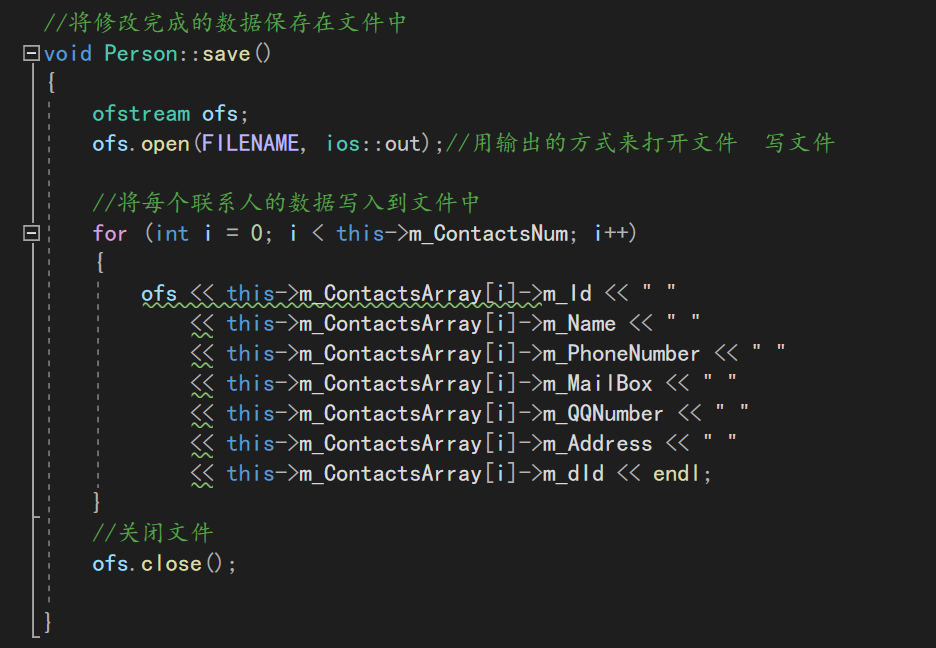 //将修改完成的数据保存在文件中
void Person::save()
{
ofstream ofs;
ofs.open(FILENAME, ios::out);//用输出的方式来打开文件 写文件
//将每个联系人的数据写入到文件中
for (int i = 0; i < this->m_ContactsNum; i++)
{
ofs << this->m_ContactsArray[i]->m_Id << " "
<< this->m_ContactsArray[i]->m_Name << " "
<< this->m_ContactsArray[i]->m_PhoneNumber << " "
<< this->m_ContactsArray[i]->m_MailBox << " "
<< this->m_ContactsArray[i]->m_QQNumber << " "
<< this->m_ContactsArray[i]->m_Address << " "
<< this->m_ContactsArray[i]->m_dId << endl;
}
//关闭文件
ofs.close();
}